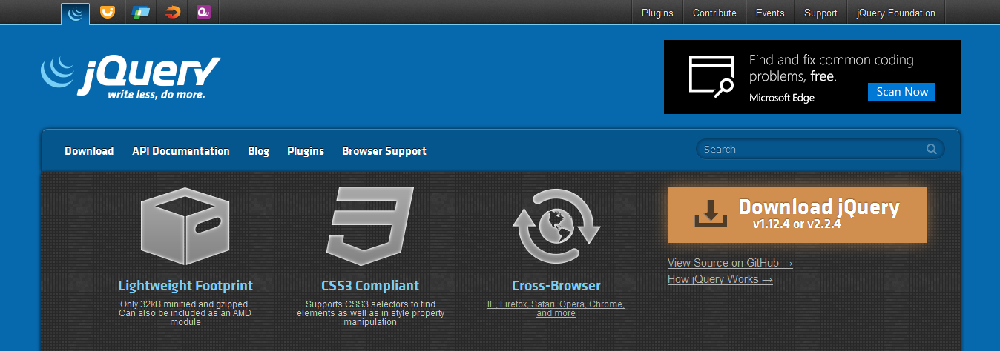 Qu
Plugins
Contribute
Events
Support
jQuery Foundation
jQuery
write less, do more.
Find and fix common coding
problems, free.
Microsoft Edge
Scan Now
Download
API Documentation
Blog
Plugins
Browser Support
Search
Lightweight Footprint
Only 32kB minified and gzipped.
Can also be included as an AMD
module
CSS3 Compliant
Supports CSS3 selectors to find
elements as well as in style property
manipulation
Cross-Browser
IE, Firefox, Safari, Opera, Chrome,
and more
Download jQuery
v1.12.4 or v2.2.4
View Source on GitHub →
How jQuery Works →